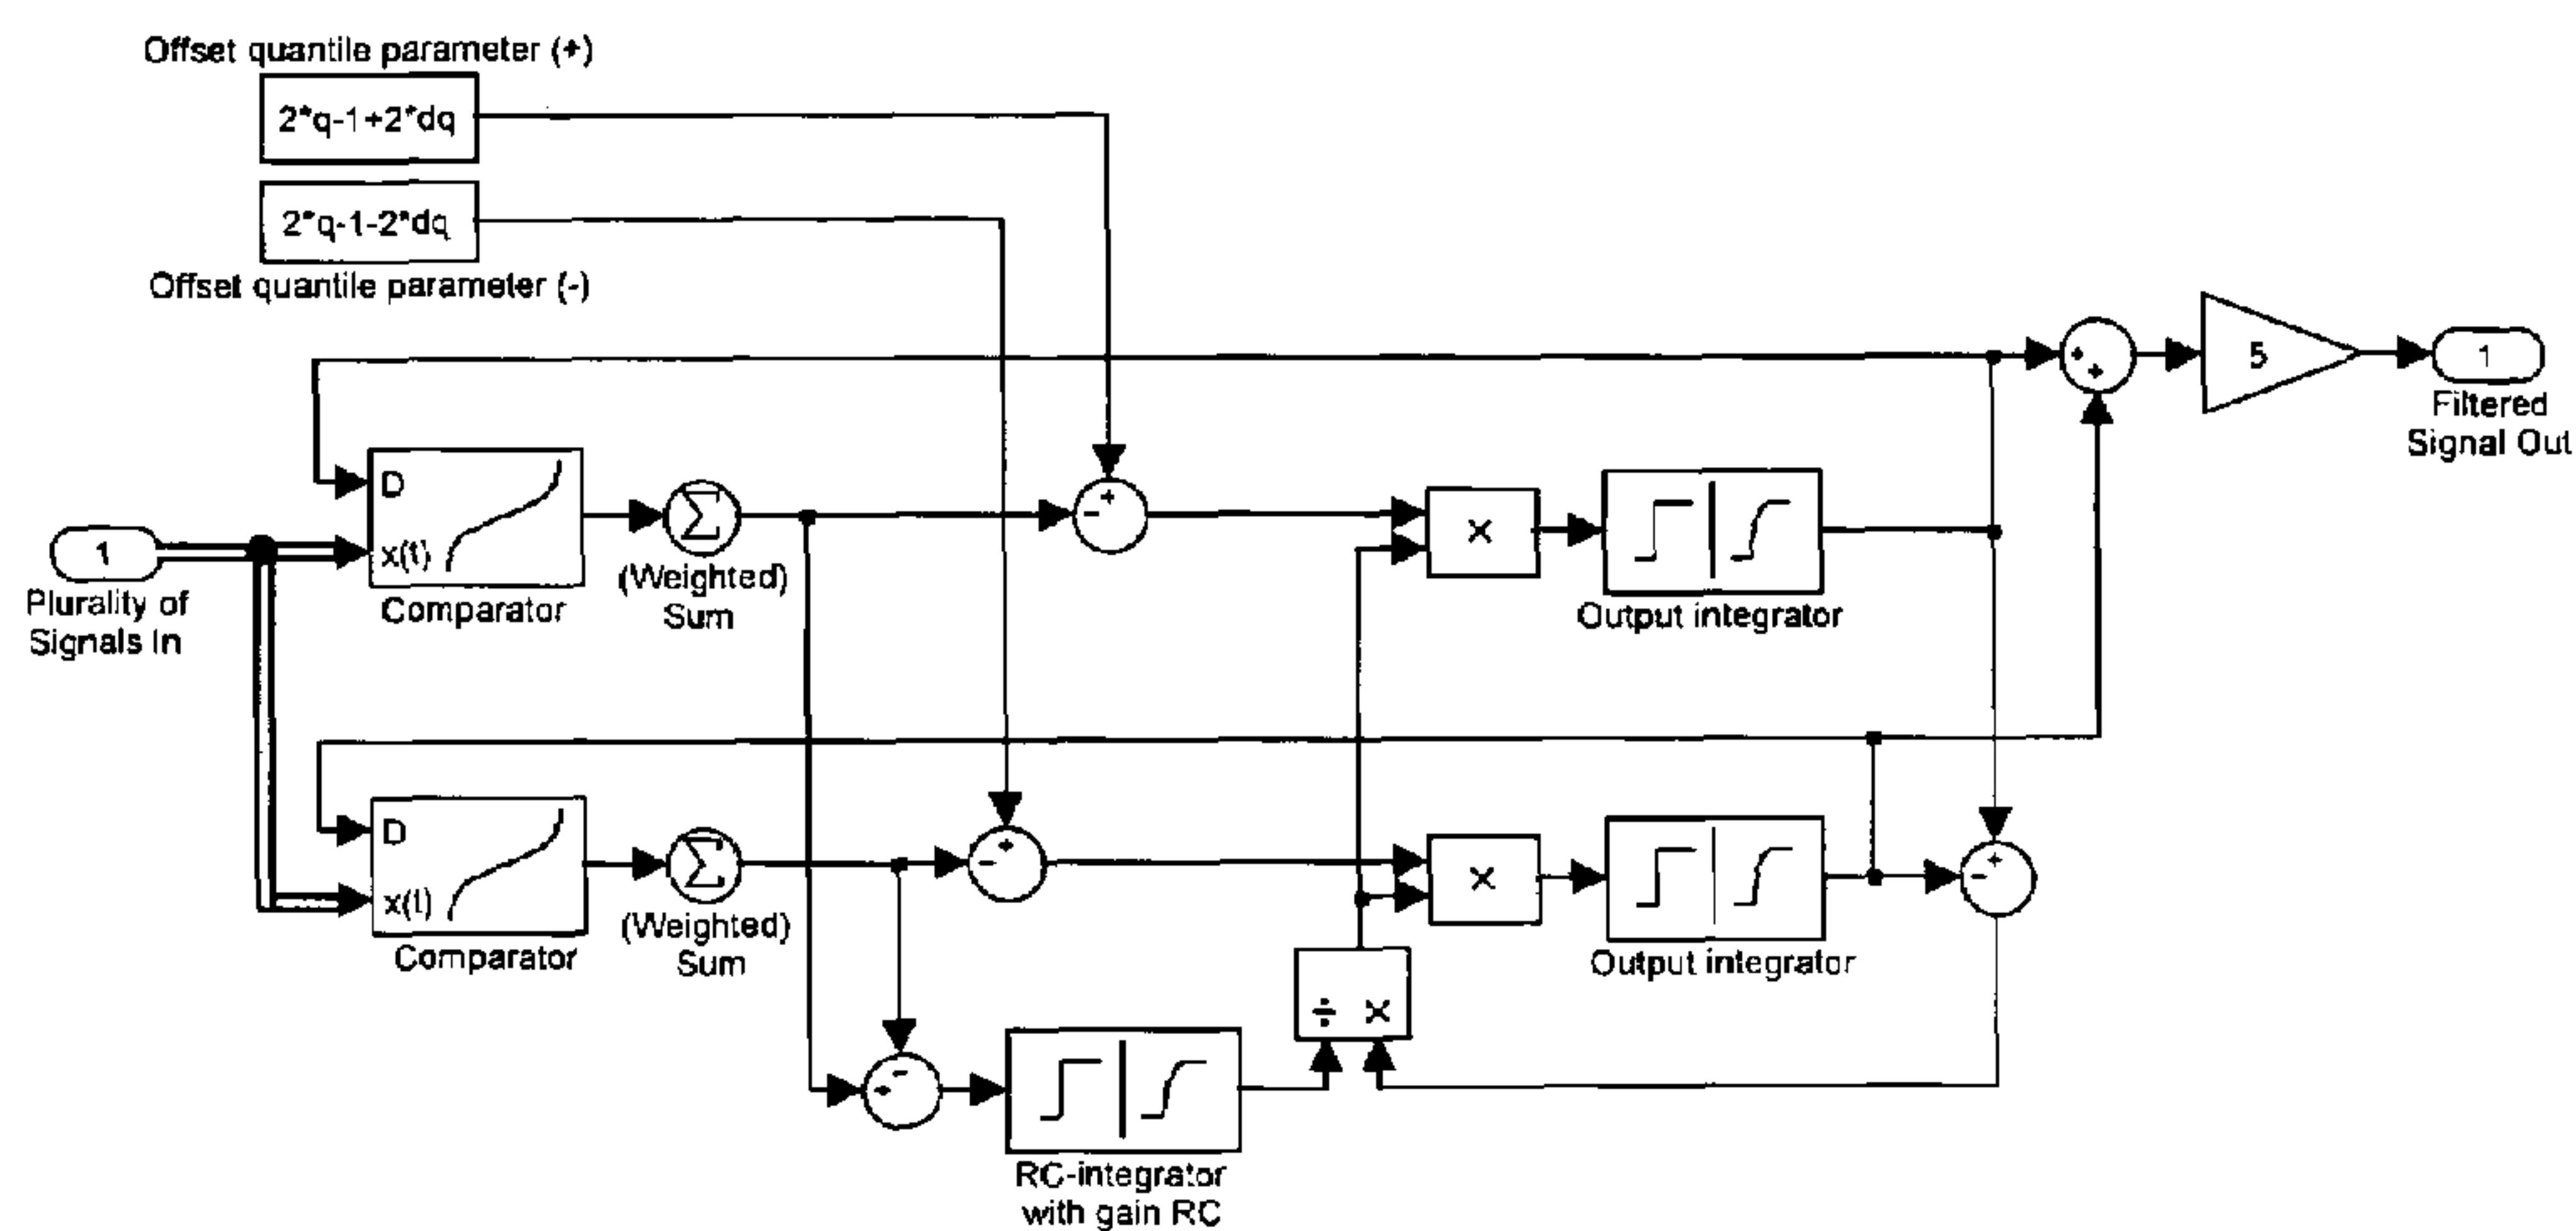 Offset quantile parameter (+)
2*q-1+2*dq
2*q-1-2*dq
Offset quantile parameter (-)
+
+
5
1
Filtered
Signal Out
D
x(t)
Comparator
Σ
(Weighted)
Sum
+
-
×
Output integrator
1
Plurality of
Signals In
D
x(t)
Comparator
Σ
(Weighted)
Sum
+
-
×
Output integrator
+
-
÷ ×
-
+
RC-integrator
with gain RC